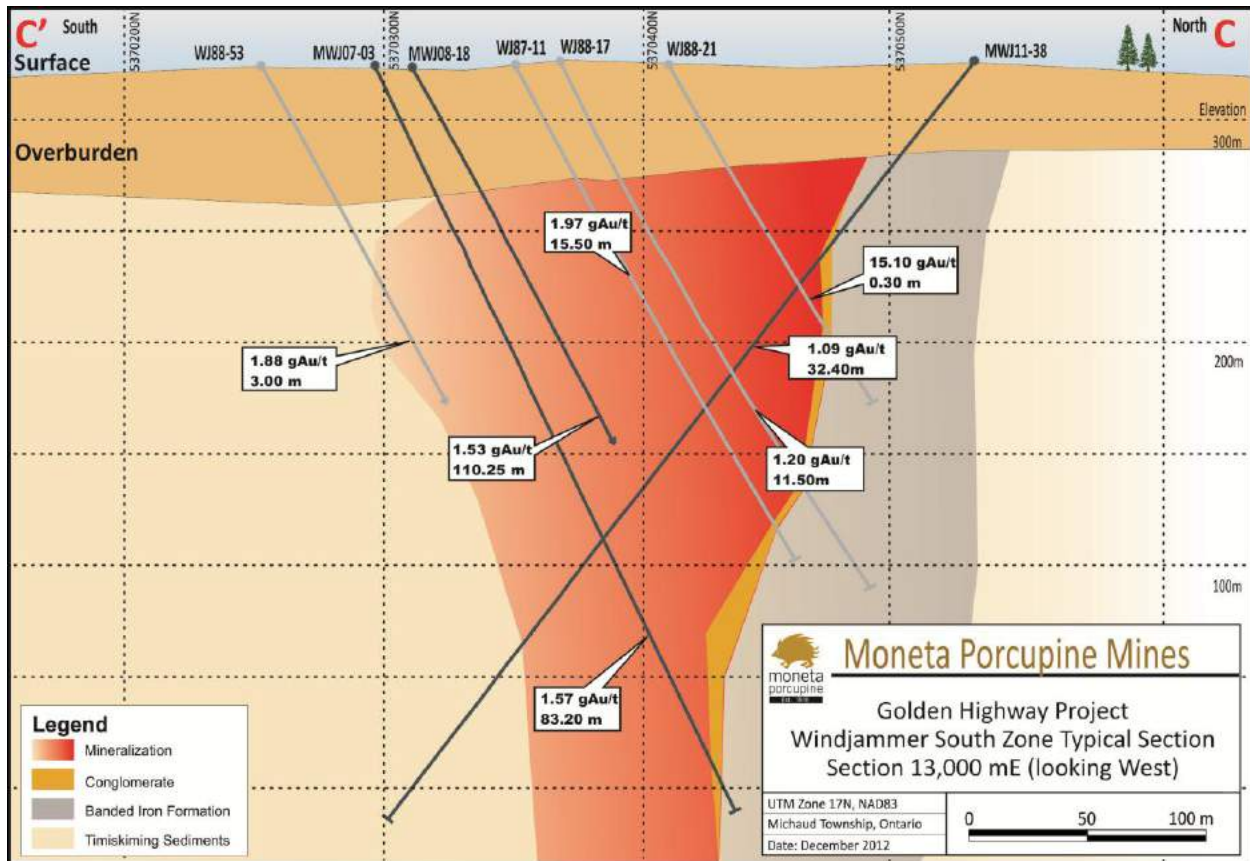 C' South
North C
Surface
5370200N
5370300N
5370400N
5370500N
WJ88-53
MWJ07-03
MWJ08-18
WJ87-11
WJ88-17
WJ88-21
MWJ11-38
Elevation
300m
Overburden
1.97 gAu/t
15.50 m
15.10 gAu/t
0.30 m
1.88 gAu/t
3.00 m
1.09 gAu/t
32.40m
200m
1.53 gAu/t
110.25 m
1.20 gAu/t
11.50m
100m
1.57 gAu/t
83.20 m
Legend
Mineralization
Conglomerate
Banded Iron Formation
Timiskiming Sediments
moneta
porcupine
Moneta Porcupine Mines
Golden Highway Project
Windjammer South Zone Typical Section
Section 13,000 mE (looking West)
UTM Zone 17N, NAD83
Michaud Township, Ontario
Date: December 2012
0 50 100 m